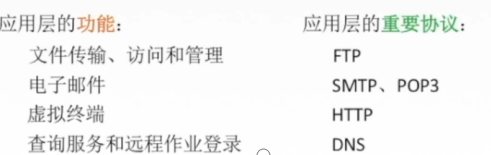 应用层的功能：
文件传输、访问和管理
电子邮件
虚拟终端
查询服务和远程作业登录
应用层的重要协议：
FTP
SMTP、POP3
HTTP
DNS